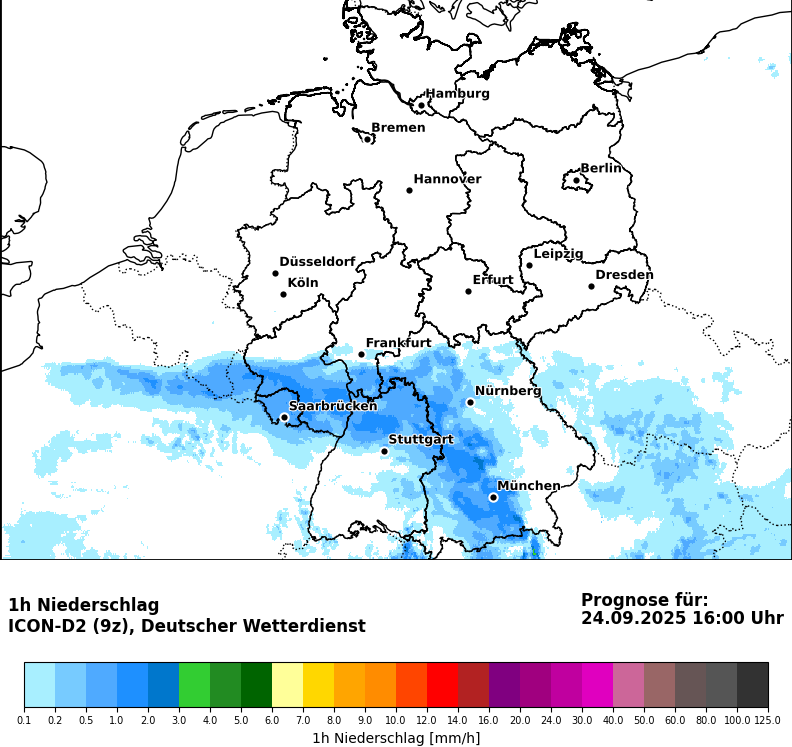 Hamburg
Bremen
Berlin
Hannover
Leipzig
Düsseldorf
Dresden
Köln
Erfurt
Frankfurt
Nürnberg
Saarbrücken
Stuttgart
München
1h Niederschlag
ICON-D2 (9z), Deutscher Wetterdienst
Prognose für:
24.09.2025 16:00 Uhr
0.1 0.2 0.5 1.0 2.0 3.0 4.0 5.0 6.0 7.0 9.0 10.0 12.0 14.0 16.0 20.0 24.0 30.0 40.0 50.0 60.0 80.0 100.0 125.0
1h Niederschlag [mm/h]